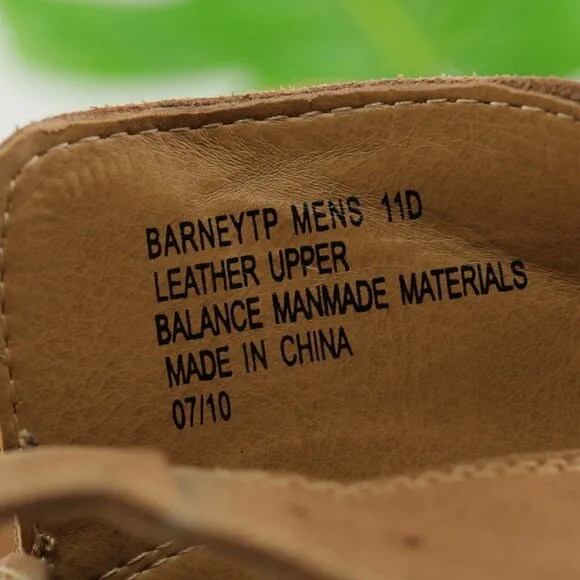 BARNEYTP MENS 11D
LEATHER UPPER
BALANCE MANMADE MATERIALS
MADE IN CHINA
07/10